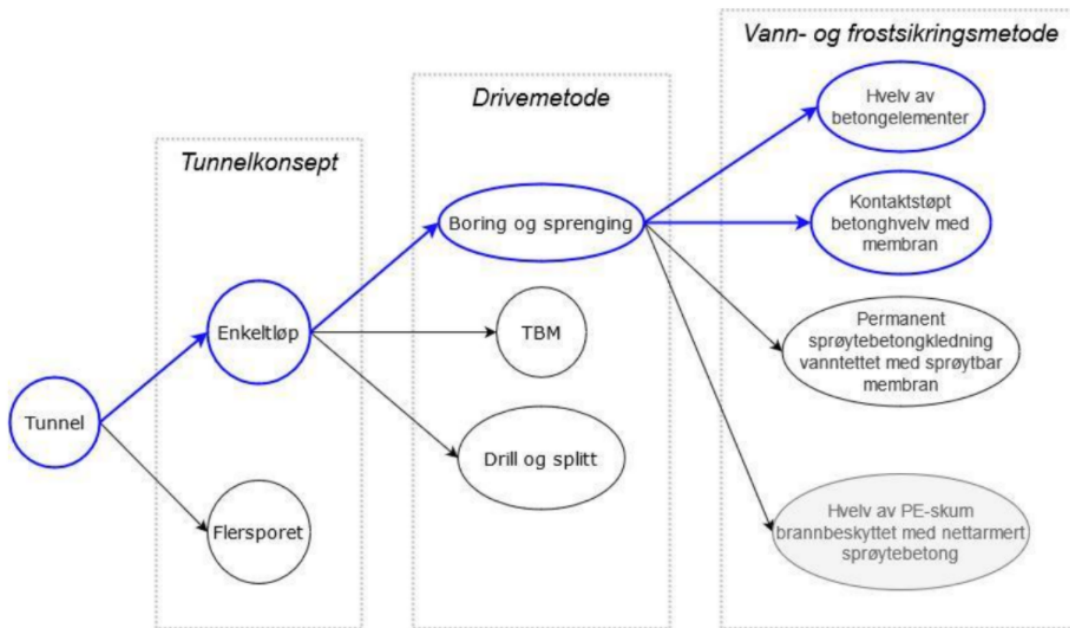 Tunnel
Tunnelkonsept
Enkeltløp
Flersporet
Drivemetode
Boring og sprenging
TBM
Drill og splitt
Vann- og frostsikringsmetode
Hvelv av
betongelementer
Kontaktstøpt
betonghvelv med
membran
Permanent
sprøytebetongkledning
vanntettet med sprøytbar
membran
Hvelv av PE-skum
brannbeskyttet med nettarmert
sprøytebetong